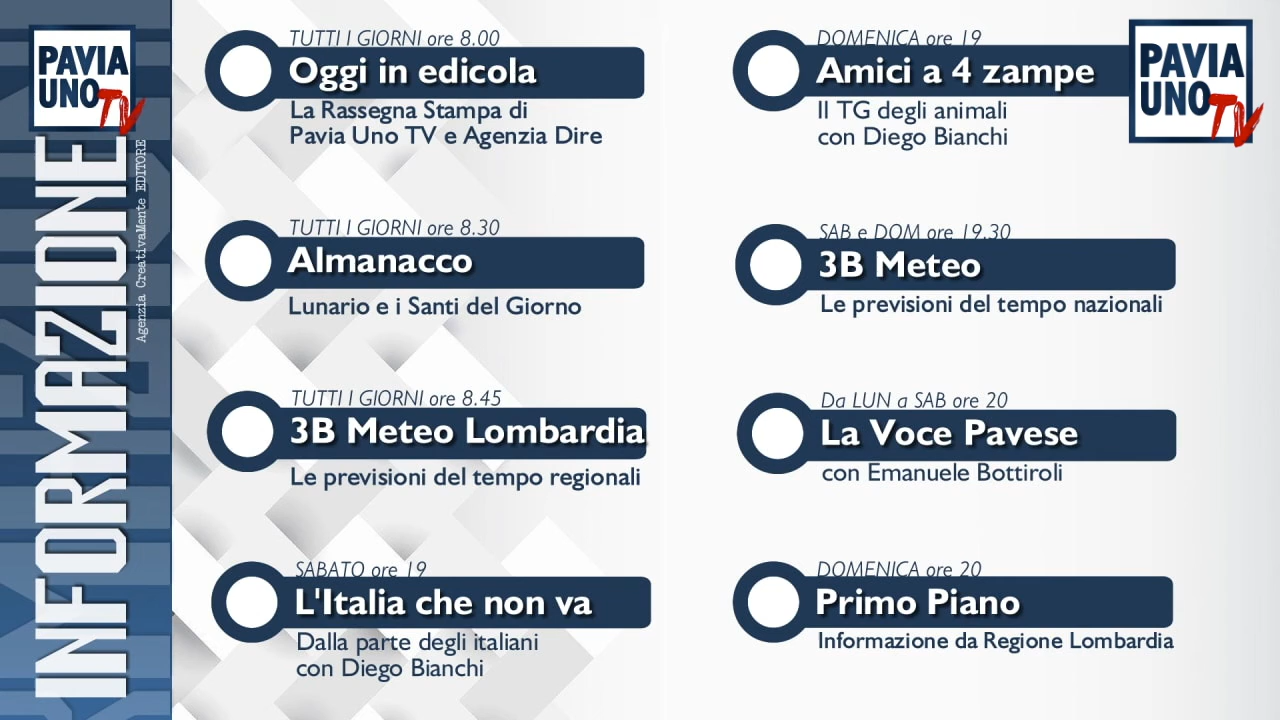 PAVIA
UNO TV
INFORMAZIONE
Agenzia CreativaMente EDITORE
TUTTI I GIORNI ore 8.00
Oggi in edicola
La Rassegna Stampa di
Pavia Uno TV e Agenzia Dire
TUTTI I GIORNI ore 8.30
Almanacco
Lunario e i Santi del Giorno
TUTTI I GIORNI ore 8.45
3B Meteo Lombardia
Le previsioni del tempo regionali
SABATO ore 19
L'Italia che non va
Dalla parte degli italiani
con Diego Bianchi
DOMENICA ore 19
Amici a 4 zampe
Il TG degli animali
con Diego Bianchi
SAB e DOM ore 19.30
3B Meteo
Le previsioni del tempo nazionali
Da LUN a SAB ore 20
La Voce Pavese
con Emanuele Bottiroli
DOMENICA ore 20
Primo Piano
Informazione da Regione Lombardia
PAVIA
UNO TV